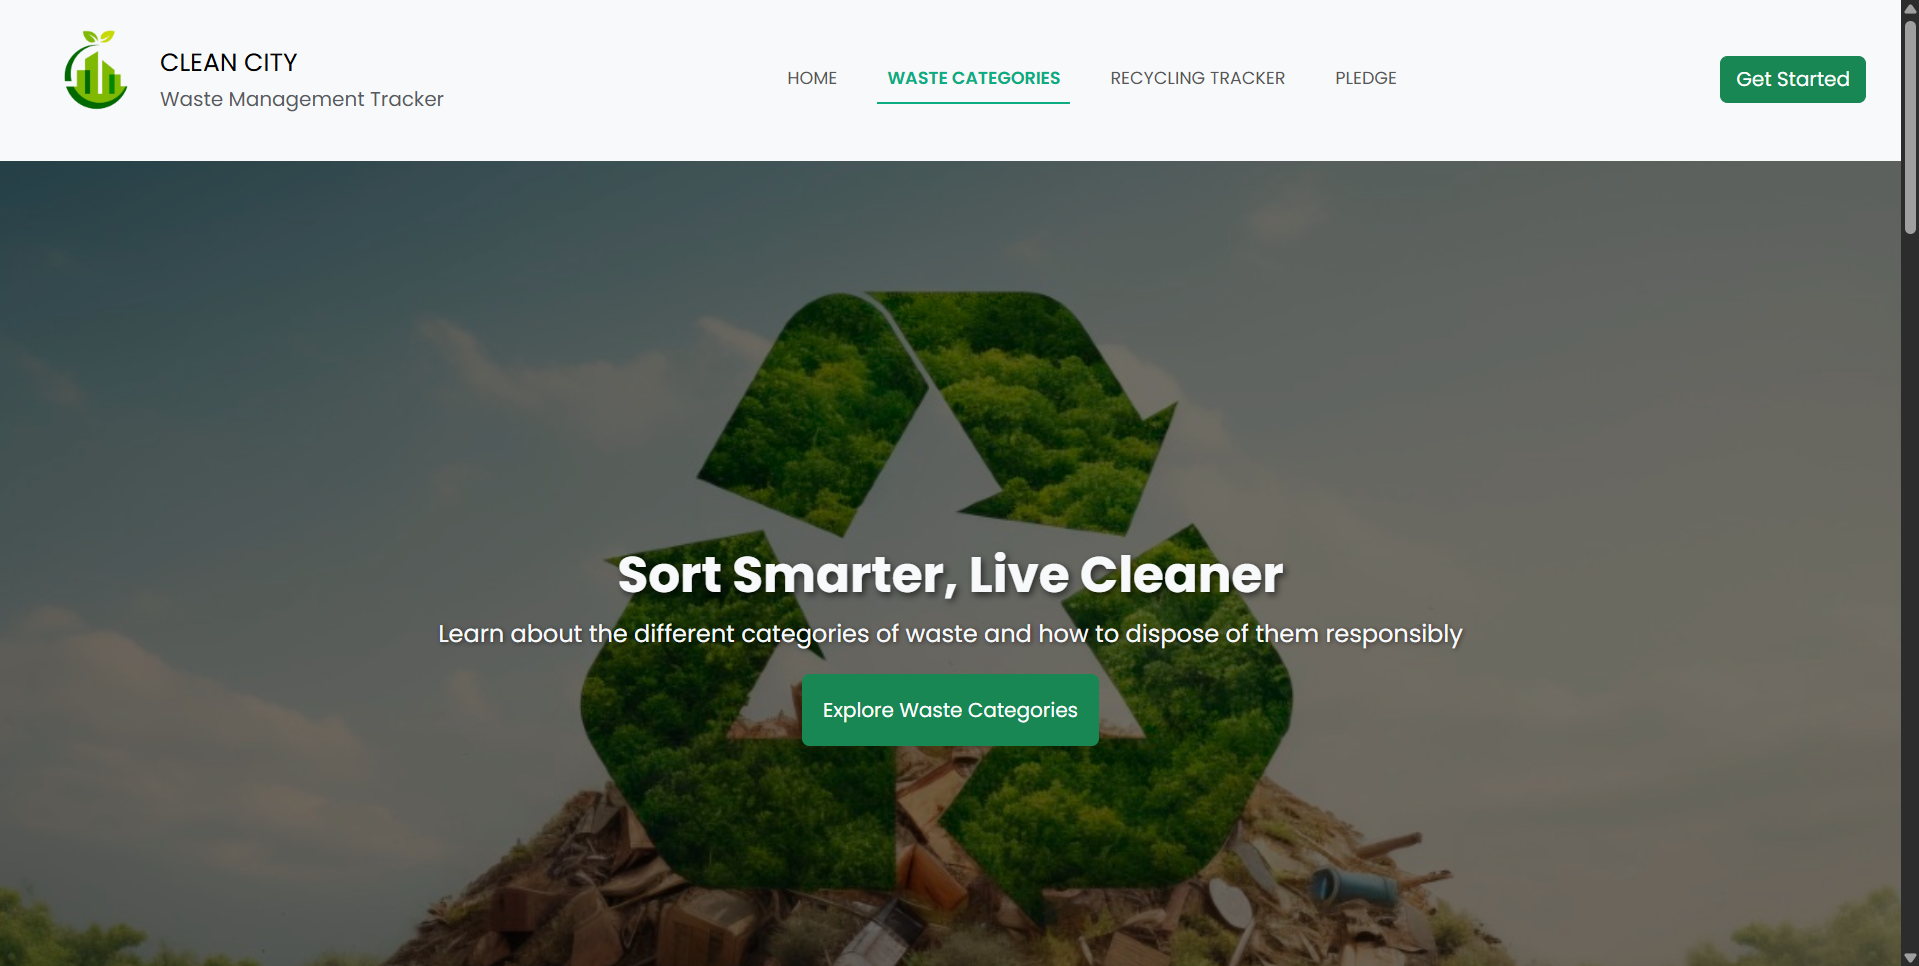 CLEAN CITY
Waste Management Tracker
HOME
WASTE CATEGORIES
RECYCLING TRACKER
PLEDGE
Get Started
Sort Smarter, Live Cleaner
Learn about the different categories of waste and how to dispose of them responsibly
Explore Waste Categories